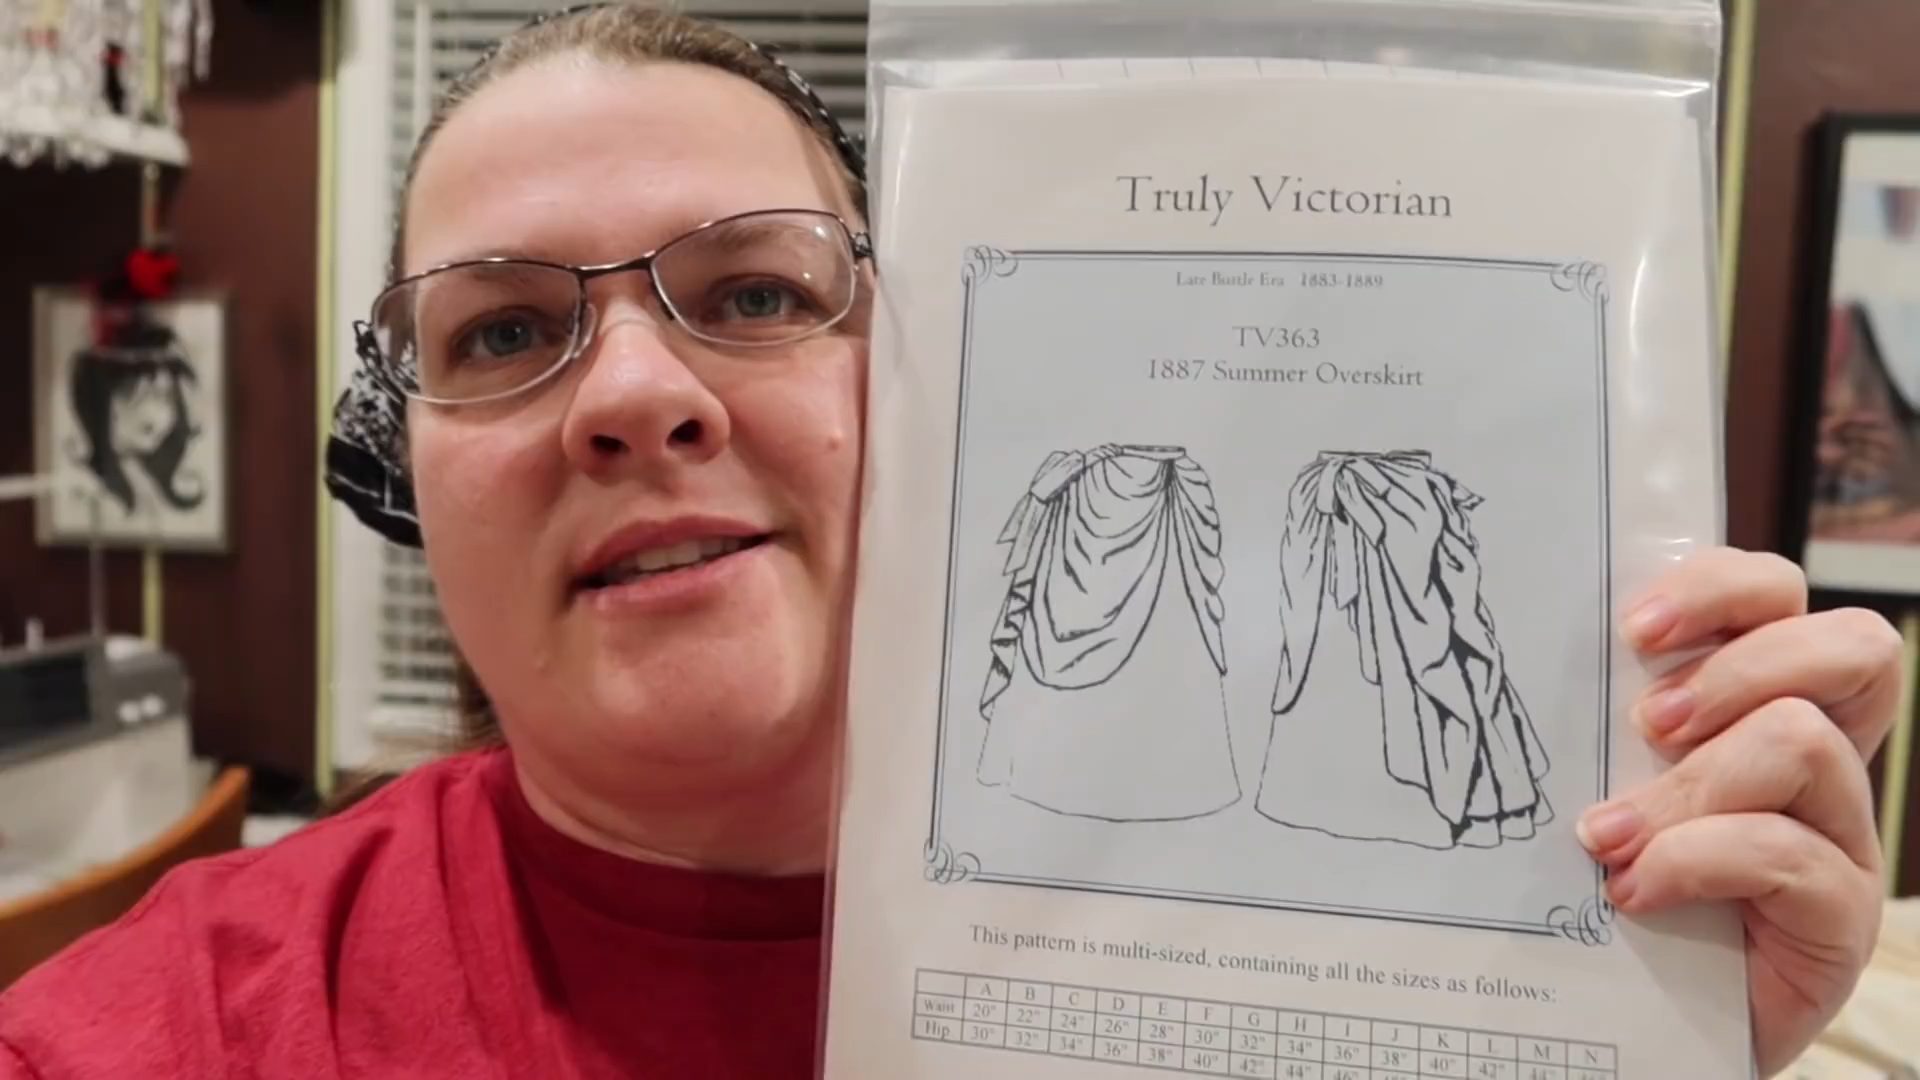 Truly Victorian
Late Bustle Era 1883-1889
TV363
1887 Summer Overskirt
This pattern is multi-sized, containing all the sizes as follows:
A B C D E F G H I J K L M N
Waist 20" 22" 24" 26" 28" 30" 32" 34" 36" 38" 40" 42" 44"
Hip 30" 32" 34" 36" 38" 40" 42" 44" 46"